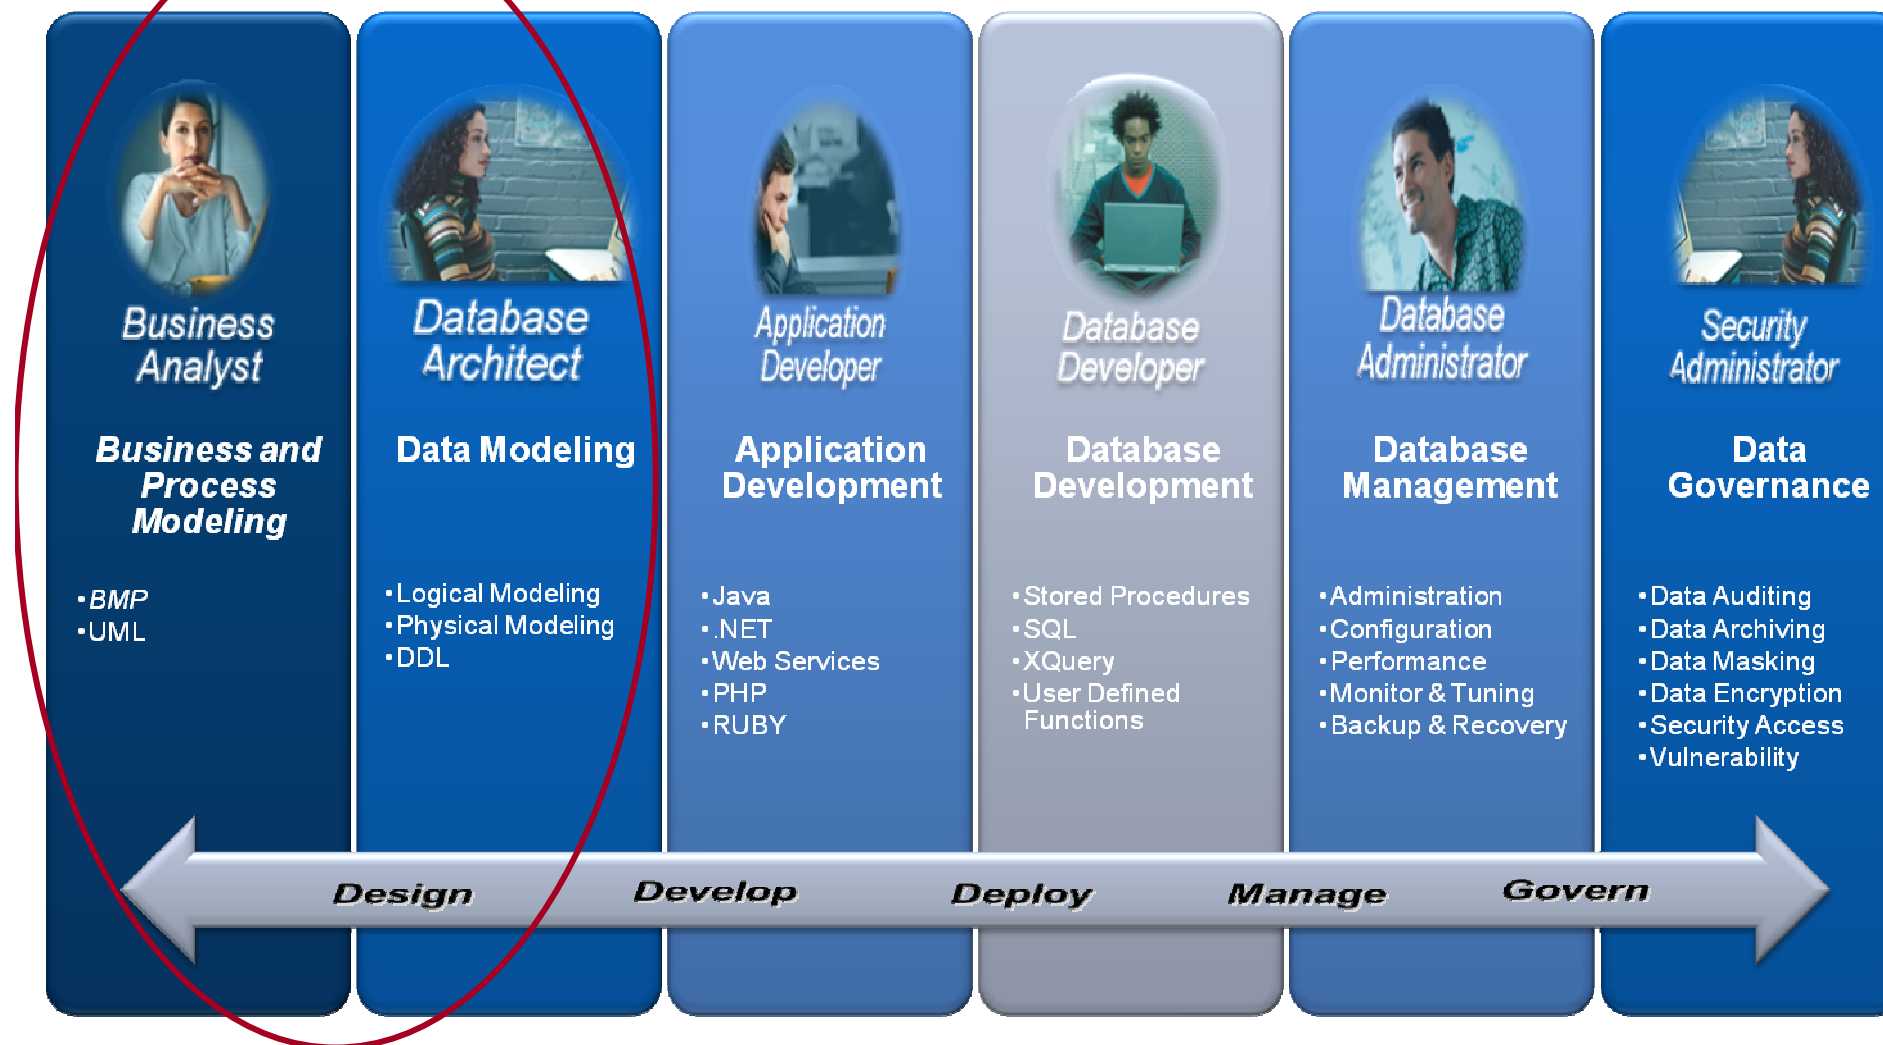 Business
Analyst
Business and
Process
Modeling
•BMP
•UML
Database
Architect
Data Modeling
•Logical Modeling
•Physical Modeling
•DDL
Application
Developer
Application
Development
•Java
•.NET
•Web Services
•PHP
•RUBY
Database
Developer
Database
Development
•Stored Procedures
•SQL
•XQuery
•User Defined
Functions
Database
Administrator
Database
Management
•Administration
•Configuration
•Performance
•Monitor & Tuning
•Backup & Recovery
Security
Administrator
Data
Governance
•Data Auditing
•Data Archiving
•Data Masking
•Data Encryption
•Security Access
•Vulnerability
Design Develop Deploy Manage Govern